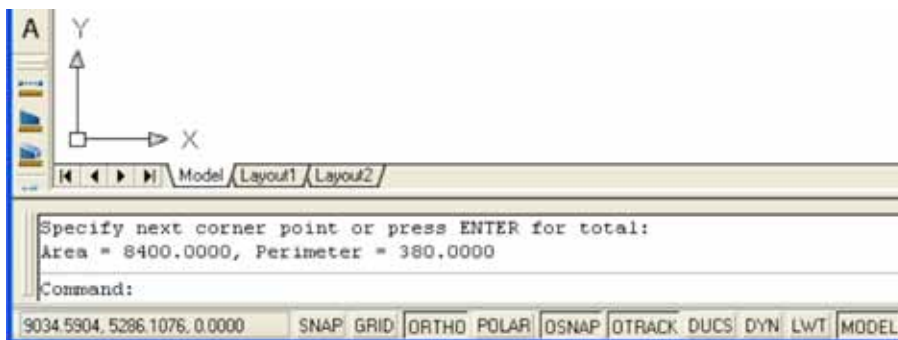 A
Y
X
Model Layout1 Layout2
Specify next corner point or press ENTER for total:
Area = 8400.0000, Perimeter = 380.0000
Command:
9034.5904, 5286.1076, 0.0000 SNAP GRID ORTHO POLAR OSNAP OTRACK DUCS DYN LWT MODEL